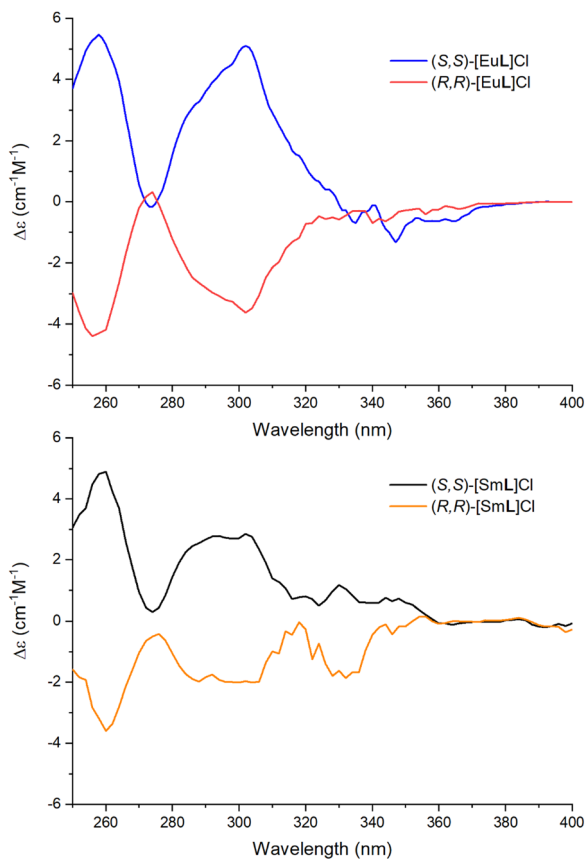 6
4
2
0
-2
-4
-6
Δε (cm⁻¹M⁻¹)
(S,S)-[EuL]Cl
(R,R)-[EuL]Cl
260 280 300 320 340 360 380 400
Wavelength (nm)
6
4
2
0
-2
-4
-6
Δε (cm⁻¹M⁻¹)
(S,S)-[SmL]Cl
(R,R)-[SmL]Cl
260 280 300 320 340 360 380 400
Wavelength (nm)